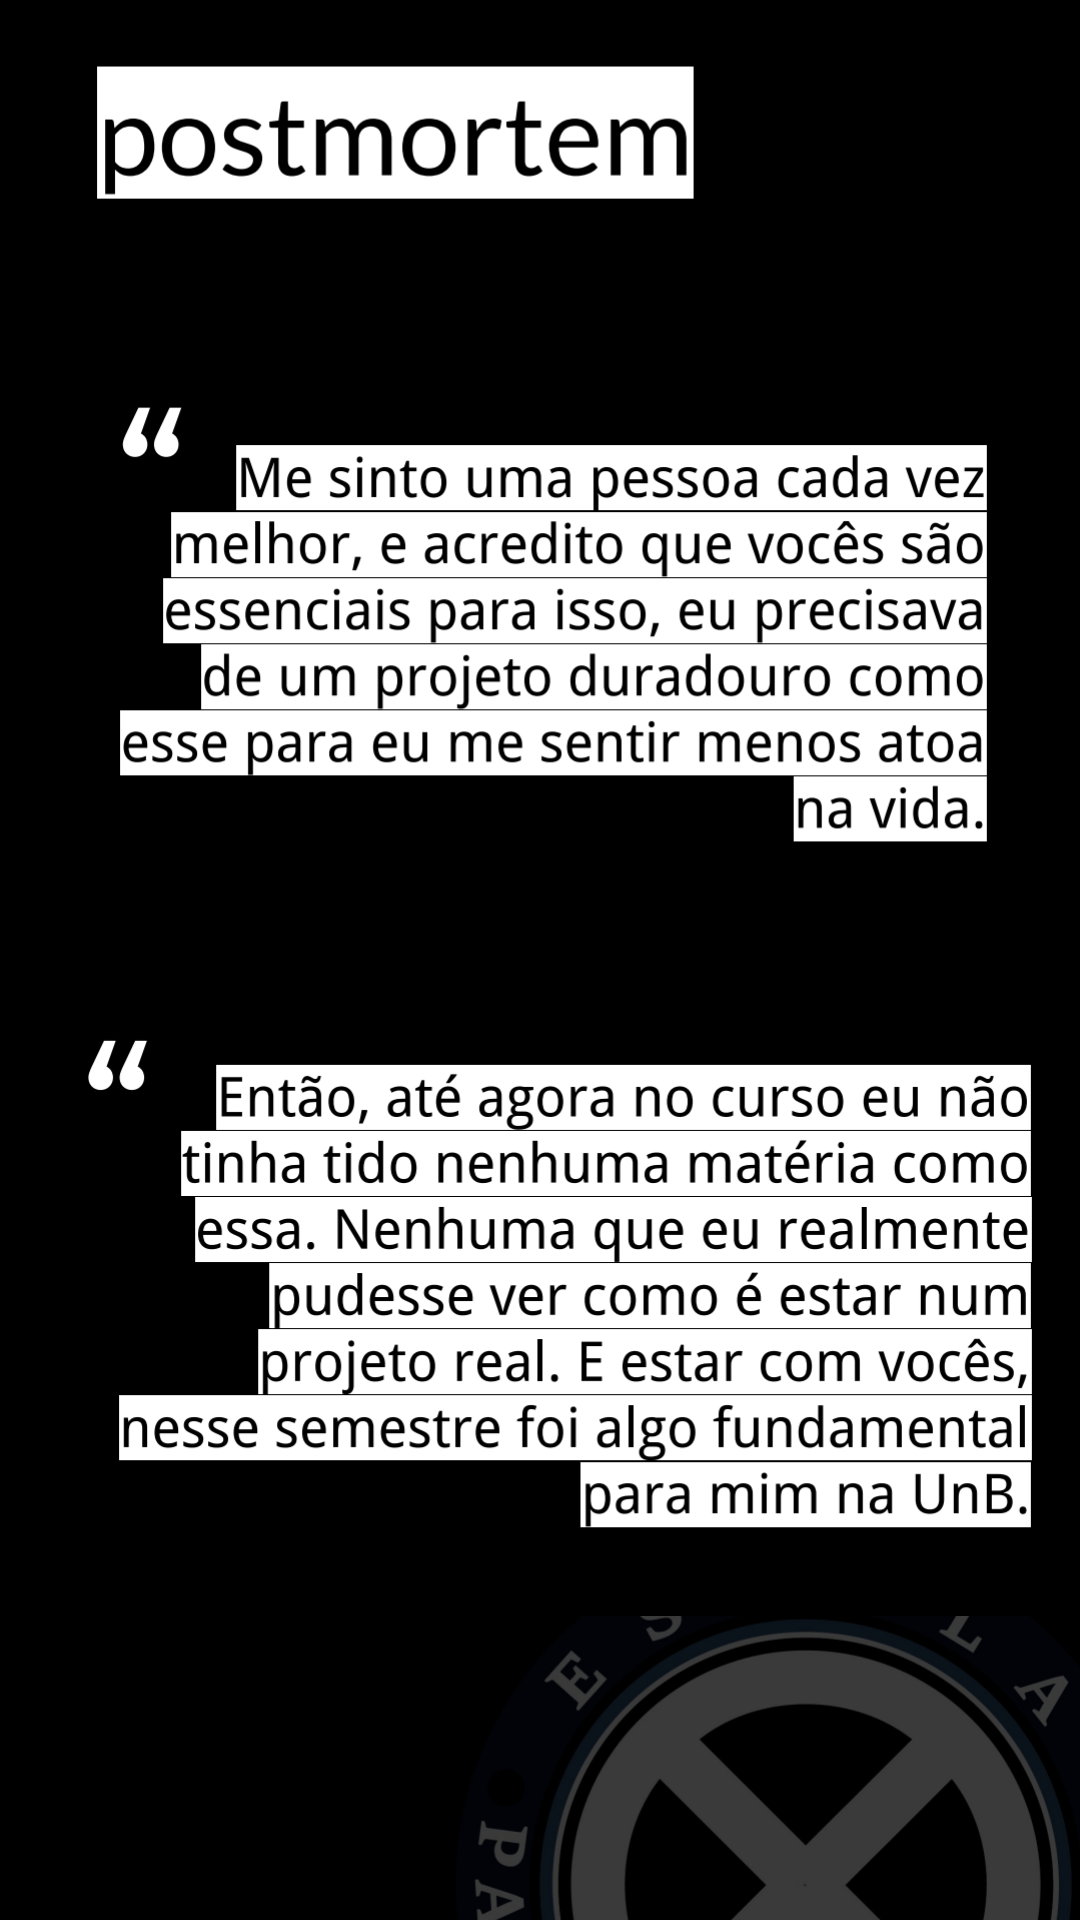 postmortem
“
Me sinto uma pessoa cada vez
melhor, e acredito que vocês são
essenciais para isso, eu precisava
de um projeto duradouro como
esse para eu me sentir menos atoa
na vida.
“
Então, até agora no curso eu não
tinha tido nenhuma matéria como
essa. Nenhuma que eu realmente
pudesse ver como é estar num
projeto real. E estar com vocês,
nesse semestre foi algo fundamental
para mim na UnB.
E S L A
P A